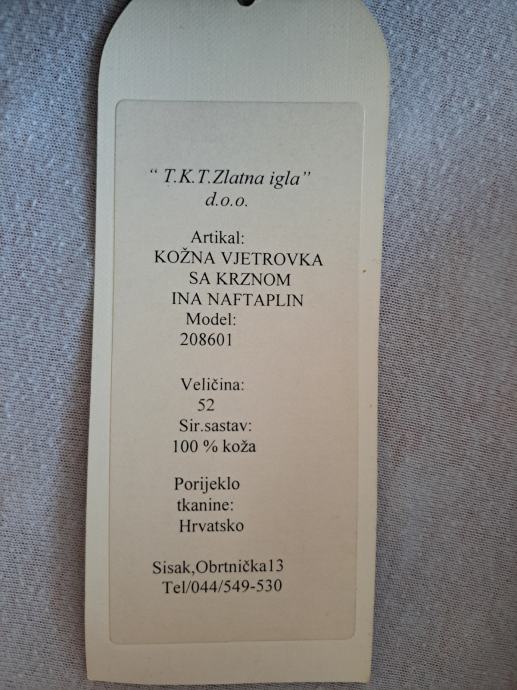 “ T.K.T.Zlatna igla”
d.o.o.
Artikal:
KOŽNA VJETROVKA
SA KRZNOM
INA NAFTAPLIN
Model:
208601
Veličina:
52
Sir.sastav:
100 % koža
Porijeklo
tkanine:
Hrvatsko
Sisak,Obrtnička13
Tel/044/549-530